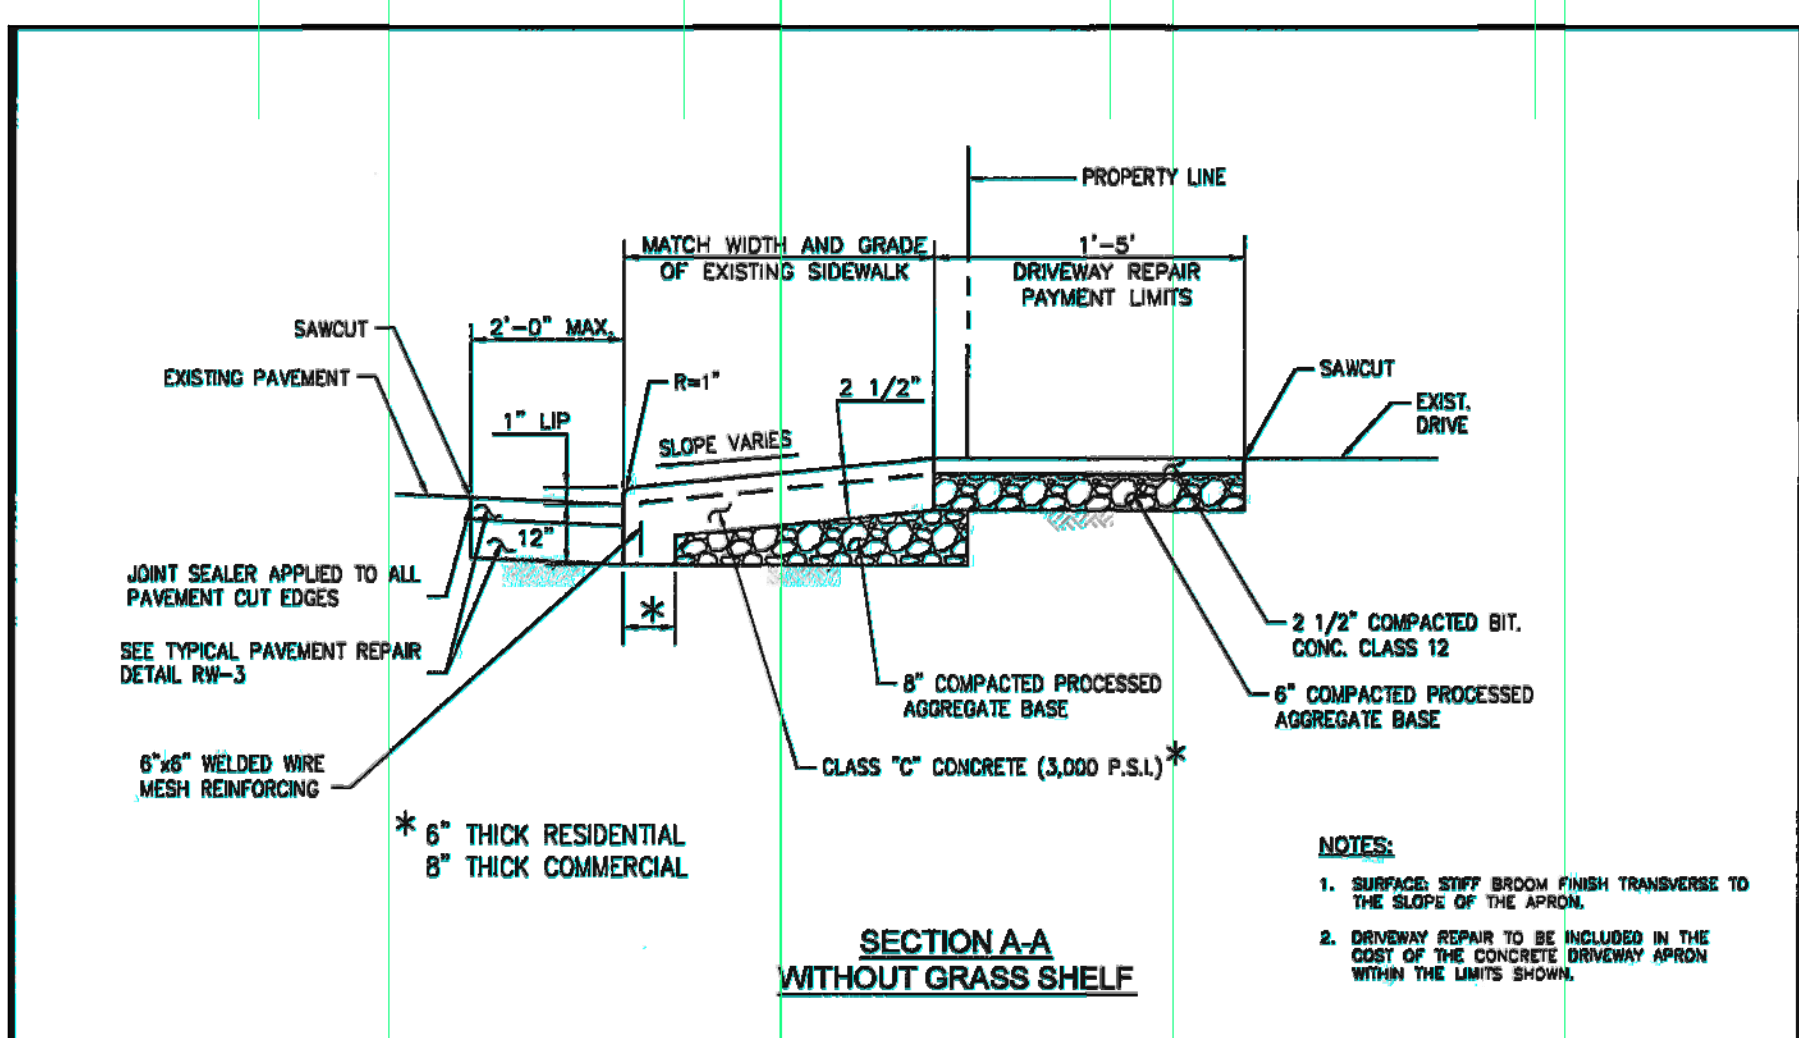 PROPERTY LINE
MATCH WIDTH AND GRADE
OF EXISTING SIDEWALK
1'-5'
DRIVEWAY REPAIR
PAYMENT LIMITS
SAWCUT
2'-0" MAX.
EXISTING PAVEMENT
R=1"
2 1/2"
SAWCUT
1" LIP
SLOPE VARIES
EXIST.
DRIVE
12"
JOINT SEALER APPLIED TO ALL
PAVEMENT CUT EDGES
*
SEE TYPICAL PAVEMENT REPAIR
DETAIL RW-3
2 1/2" COMPACTED BIT.
CONC. CLASS 12
8" COMPACTED PROCESSED
AGGREGATE BASE
6" COMPACTED PROCESSED
AGGREGATE BASE
6"x6" WELDED WIRE
MESH REINFORCING
CLASS "C" CONCRETE (3,000 P.S.I.) *
* 6" THICK RESIDENTIAL
8" THICK COMMERCIAL
NOTES:
1. SURFACE: STIFF BROOM FINISH TRANSVERSE TO
THE SLOPE OF THE APRON.
2. DRIVEWAY REPAIR TO BE INCLUDED IN THE
COST OF THE CONCRETE DRIVEWAY APRON
WITHIN THE LIMITS SHOWN.
SECTION A-A
WITHOUT GRASS SHELF